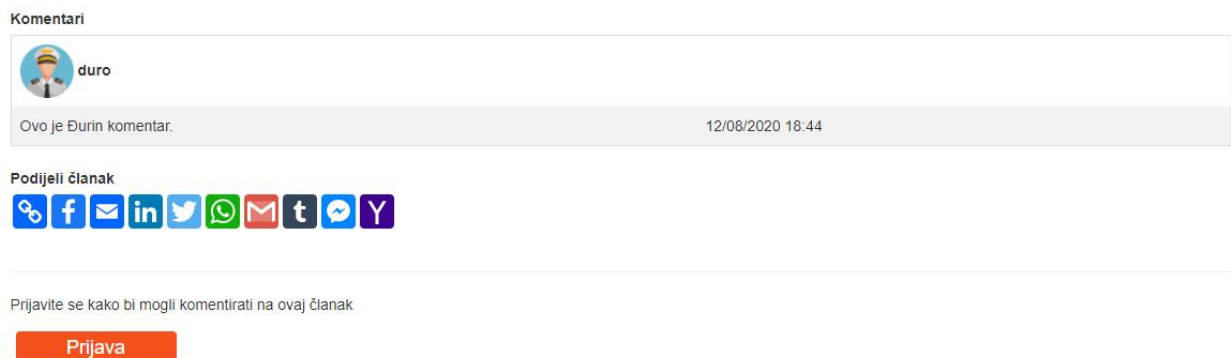 Komentari
duro
Ovo je Đurin komentar. 12/08/2020 18:44
Podijeli članak
Prijavite se kako bi mogli komentirati na ovaj članak
Prijava